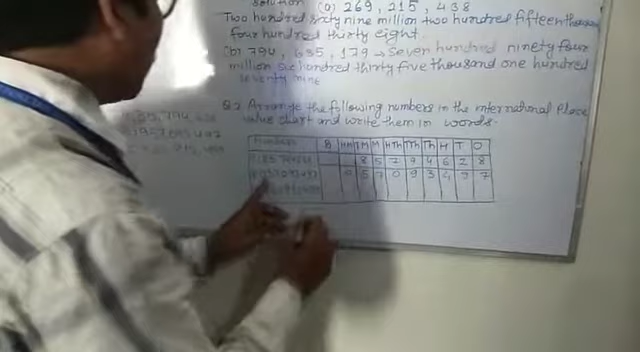 Solution (a) 269, 215, 438
Two hundred sixty nine million two hundred fifteen thousand
four hundred thirty eight.
(b) 794, 635, 179 → Seven hundred ninety four
million six hundred thirty five thousand one hundred
seventy nine
Q.2 Arrange the following numbers in the international place
value chart and write them in words.
Numbers B HM TM M HTh TTh Th H T O
8 5 7 9 4 6 2 8
0 5 7 0 9 3 4 9 7